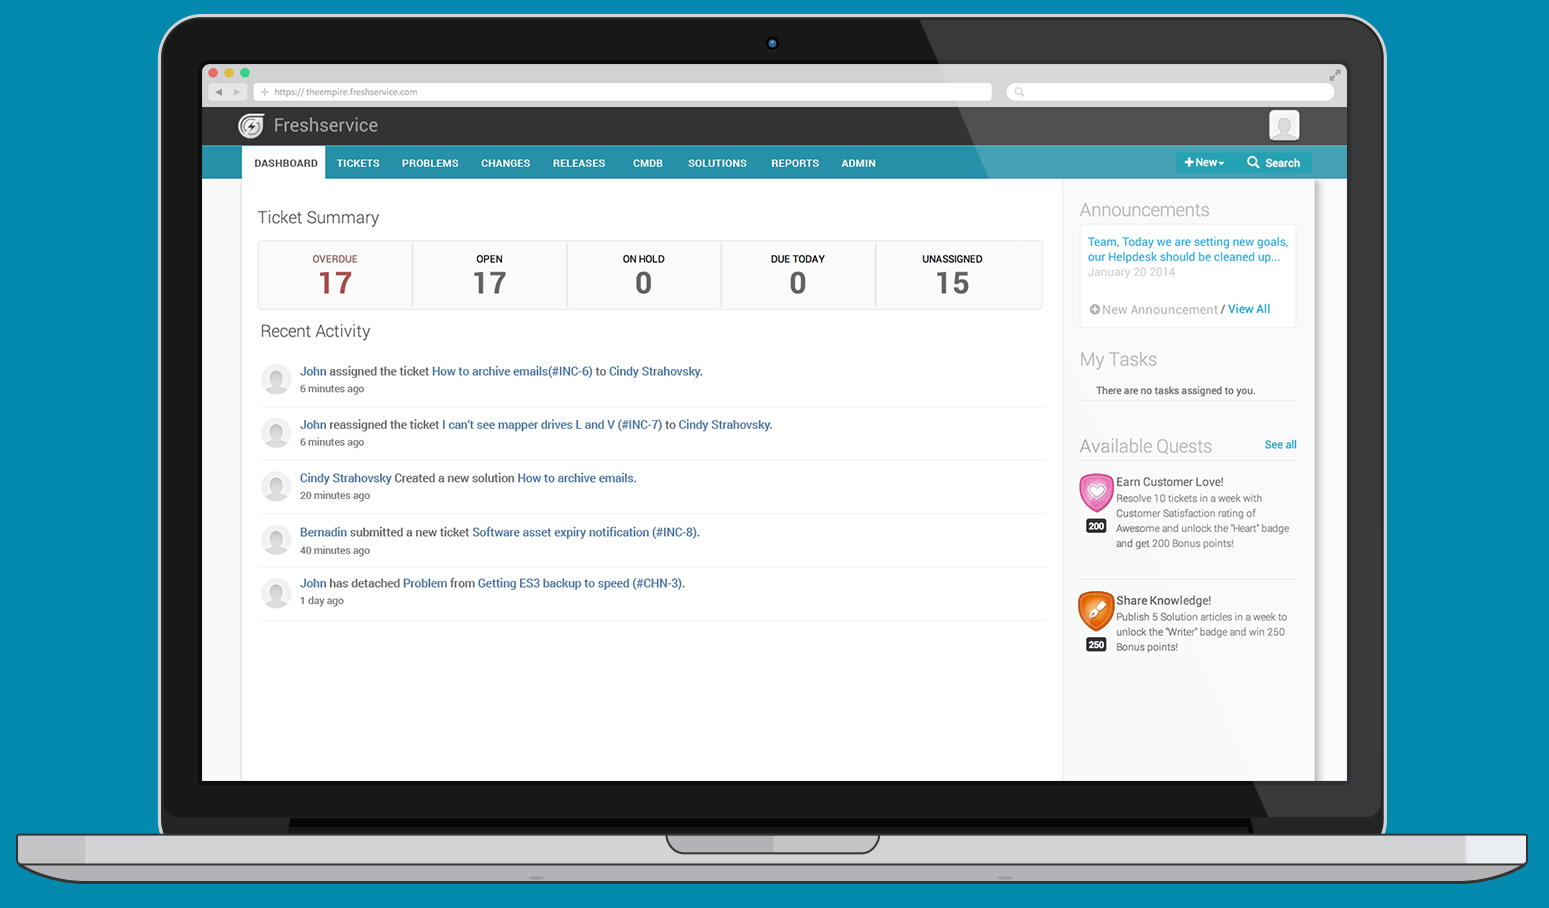 https:// theempire.freshservice.com
Freshservice
DASHBOARD TICKETS PROBLEMS CHANGES RELEASES CMDB SOLUTIONS REPORTS ADMIN New Search
Ticket Summary
OVERDUE OPEN ON HOLD DUE TODAY UNASSIGNED
17 17 0 0 15
Recent Activity
John assigned the ticket How to archive emails(#INC-6) to Cindy Strahovsky.
6 minutes ago
John reassigned the ticket I can't see mapper drives L and V (#INC-7) to Cindy Strahovsky.
6 minutes ago
Cindy Strahovsky Created a new solution How to archive emails.
20 minutes ago
Bernadin submitted a new ticket Software asset expiry notification (#INC-8).
40 minutes ago
John has detached Problem from Getting ES3 backup to speed (#CHN-3).
1 day ago
Announcements
Team, Today we are setting new goals,
our Helpdesk should be cleaned up...
January 20 2014
New Announcement / View All
My Tasks
There are no tasks assigned to you.
Available Quests See all
Earn Customer Love!
Resolve 10 tickets in a week with
Customer Satisfaction rating of
200 Awesome and unlock the "Heart" badge
and get 200 Bonus points!
Share Knowledge!
Publish 5 Solution articles in a week to
unlock the "Writer" badge and win 250
250 Bonus points!